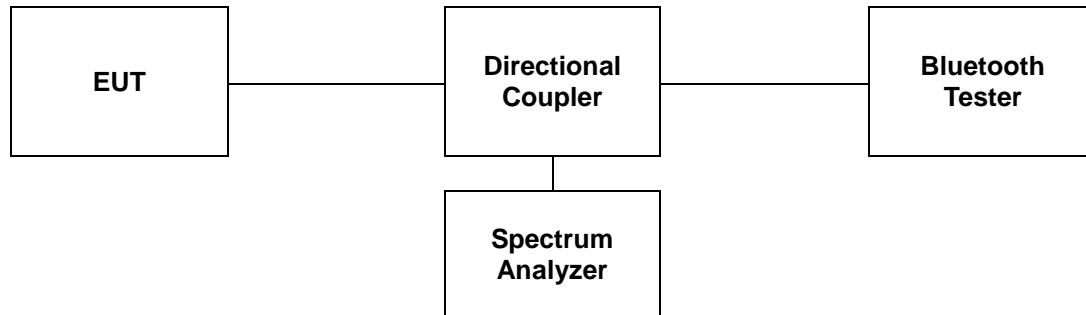 EUT
Directional
Coupler
Bluetooth
Tester
Spectrum
Analyzer